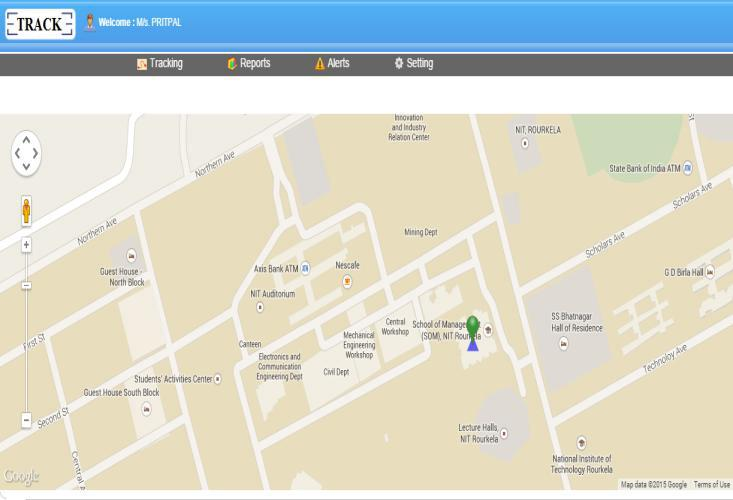 TRACK
Welcome : M/s. PRITPAL
Tracking
Reports
Alerts
Setting
Innovation
and Industry
Relation Center
NIT, ROURKELA
State Bank of India ATM
Northern Ave
Scholars Ave
Northern Ave
Mining Dept
Scholars Ave
Guest House -
North Block
Axis Bank ATM
Nescafe
G D Birla Hall
NIT Auditorium
SS Bhatnagar
Hall of Residence
Central
Workshop
School of Manage
(SOM), NIT Rourkela
First St
Canteen
Mechanical
Engineering
Workshop
Electronics and
Communication
Engineering Dept
Civil Dept
Technoloy Ave
Students' Activities Center
Guest House South Block
Second St
Lecture Halls,
NIT Rourkela
Central
National Institute of
Technology Rourkela
Google
Map data ©2015 Google
Terms of Use